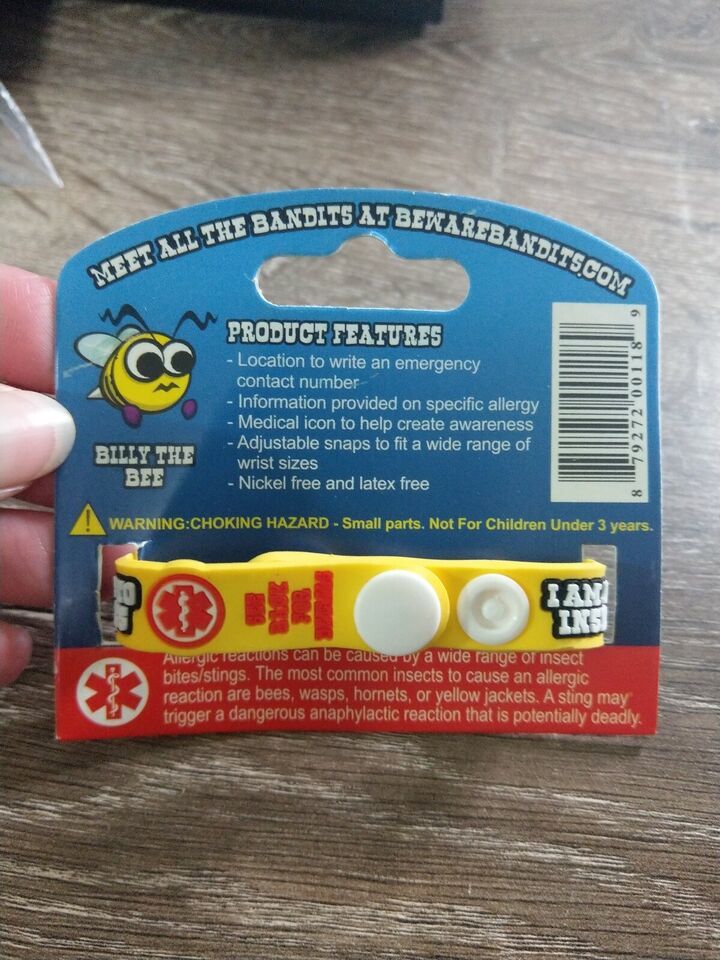 MEET ALL THE BANDITS AT BEWAREBANDITS.COM
PRODUCT FEATURES
- Location to write an emergency
contact number
- Information provided on specific allergy
- Medical icon to help create awareness
- Adjustable snaps to fit a wide range of
wrist sizes
- Nickel free and latex free
BILLY THE
BEE
8 79272 00118 9
WARNING:CHOKING HAZARD - Small parts. Not For Children Under 3 years.
I AM
INS
Allergic reactions can be caused by a wide range of insect
bites/stings. The most common insects to cause an allergic
reaction are bees, wasps, hornets, or yellow jackets. A sting may
trigger a dangerous anaphylactic reaction that is potentially deadly.